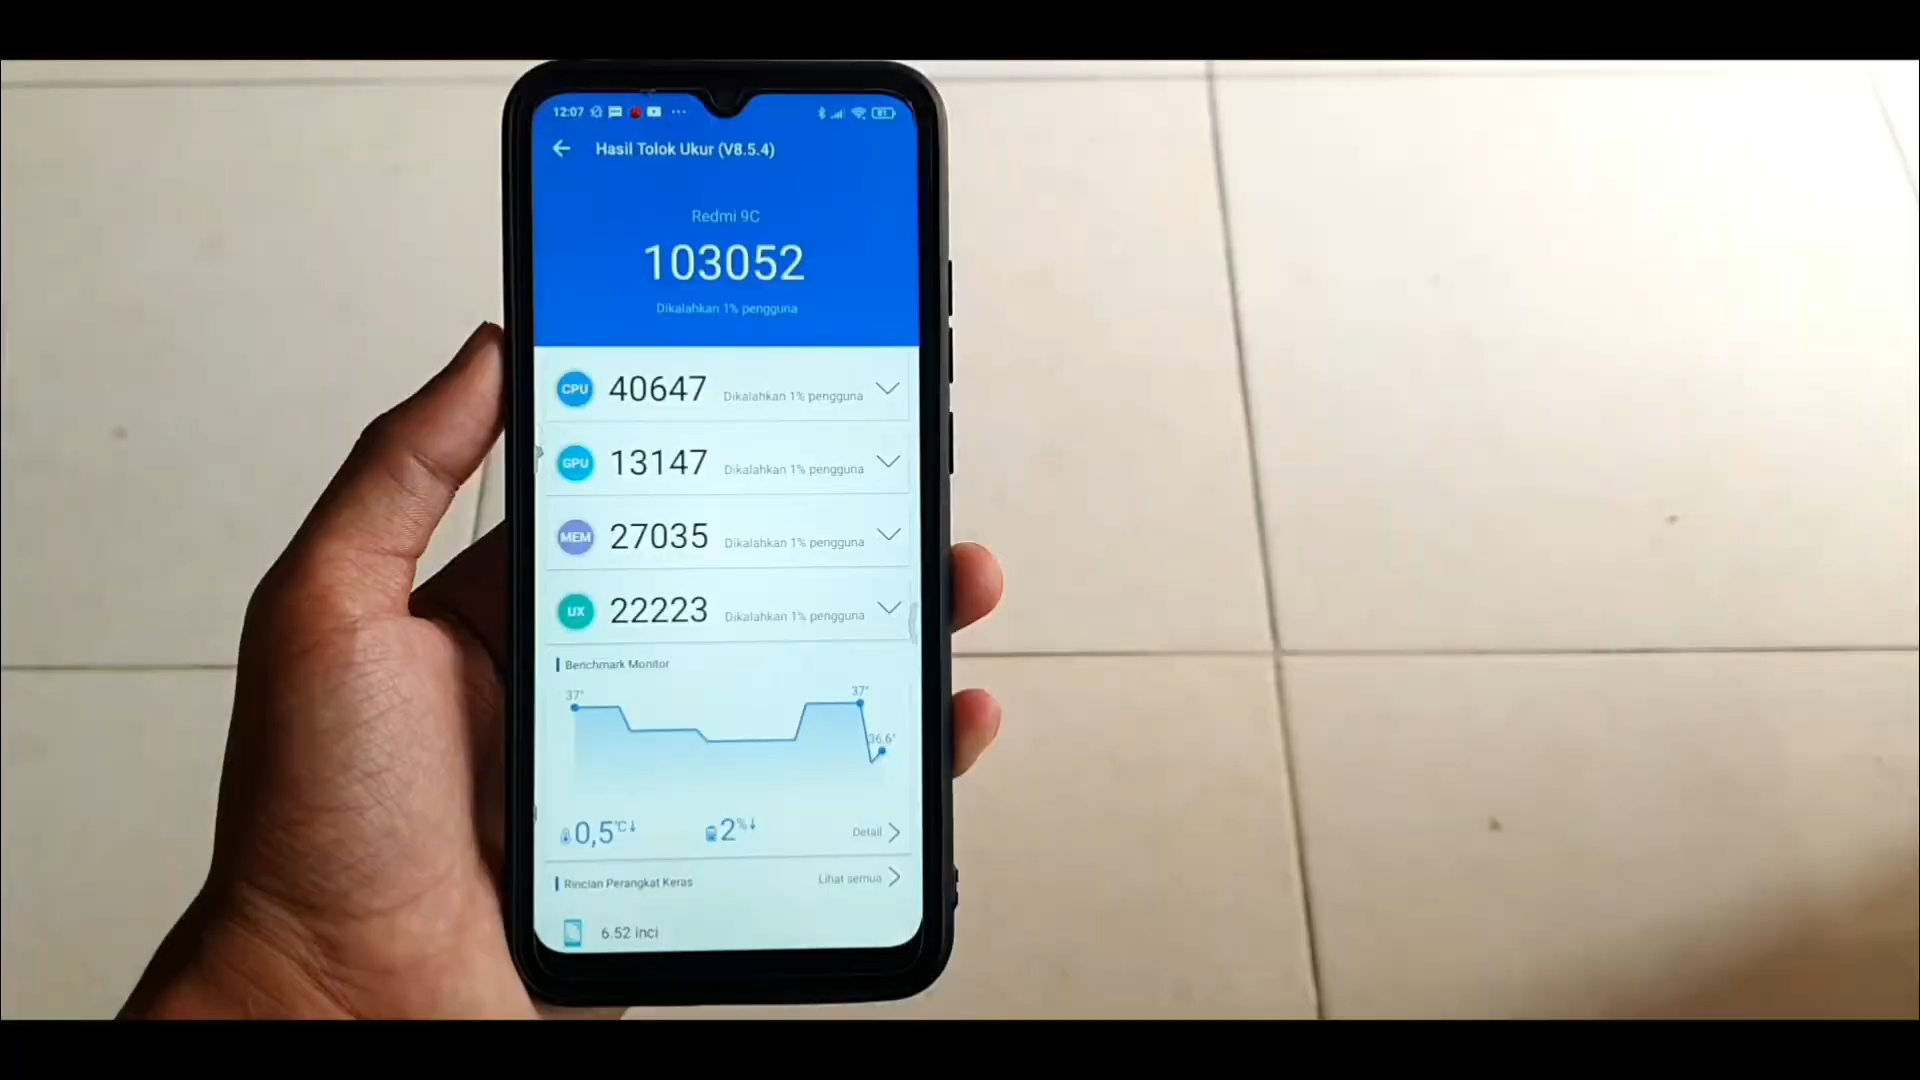 12:07
Hasil Tolok Ukur (V8.5.4)
Redmi 9C
103052
Dikalahkan 1% pengguna
CPU 40647 Dikalahkan 1% pengguna
GPU 13147 Dikalahkan 1% pengguna
MEM 27035 Dikalahkan 1% pengguna
UX 22223 Dikalahkan 1% pengguna
Benchmark Monitor
37° 37°
36.6°
0,5°C↓ 2%↓ Detail
Rincian Perangkat Keras Lihat semua
6.52 inci